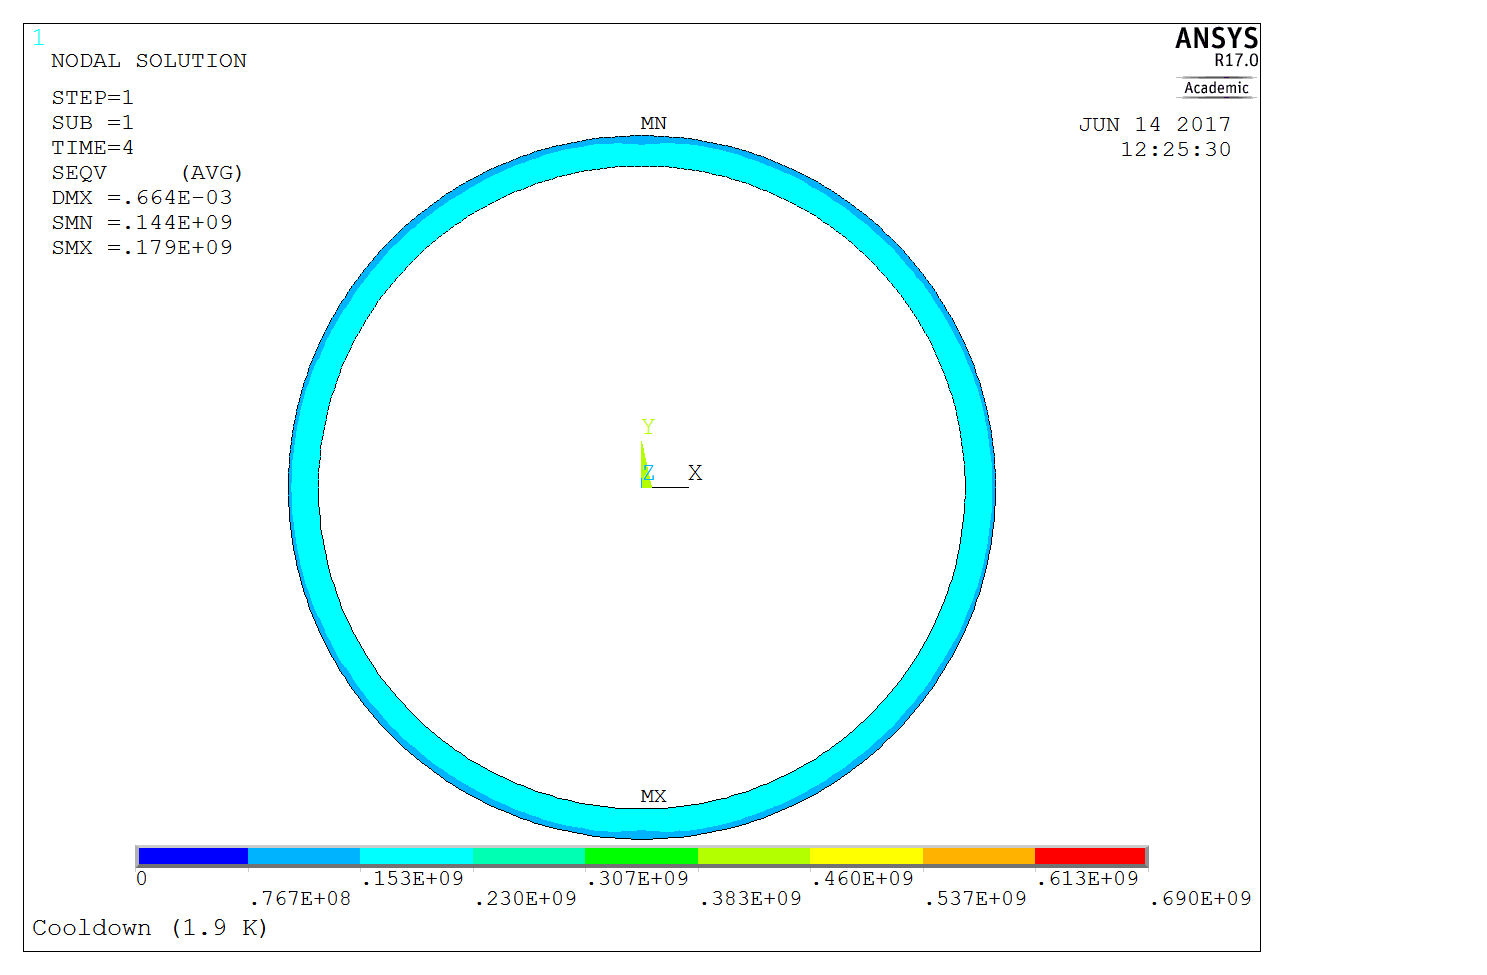 1
NODAL SOLUTION
STEP=1
SUB =1
TIME=4
SEQV (AVG)
DMX =.664E-03
SMN =.144E+09
SMX =.179E+09
ANSYS
R17.0
Academic
JUN 14 2017
12:25:30
MN
Y
Z X
MX
0 .153E+09 .307E+09 .460E+09 .613E+09
.767E+08 .230E+09 .383E+09 .537E+09 .690E+09
Cooldown (1.9 K)